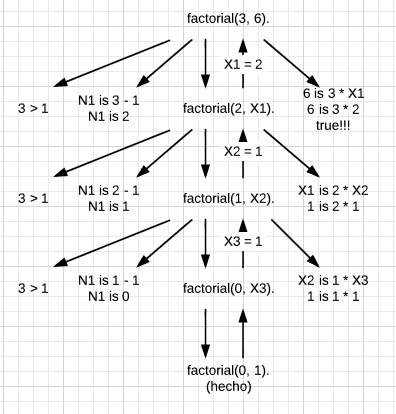 factorial(3, 6).
X1 = 2
3 > 1
N1 is 3 - 1
N1 is 2
factorial(2, X1).
6 is 3 * X1
6 is 3 * 2
true!!!
X2 = 1
3 > 1
N1 is 2 - 1
N1 is 1
factorial(1, X2).
X1 is 2 * X2
1 is 2 * 1
X3 = 1
3 > 1
N1 is 1 - 1
N1 is 0
factorial(0, X3).
X2 is 1 * X3
1 is 1 * 1
factorial(0, 1).
(hecho)